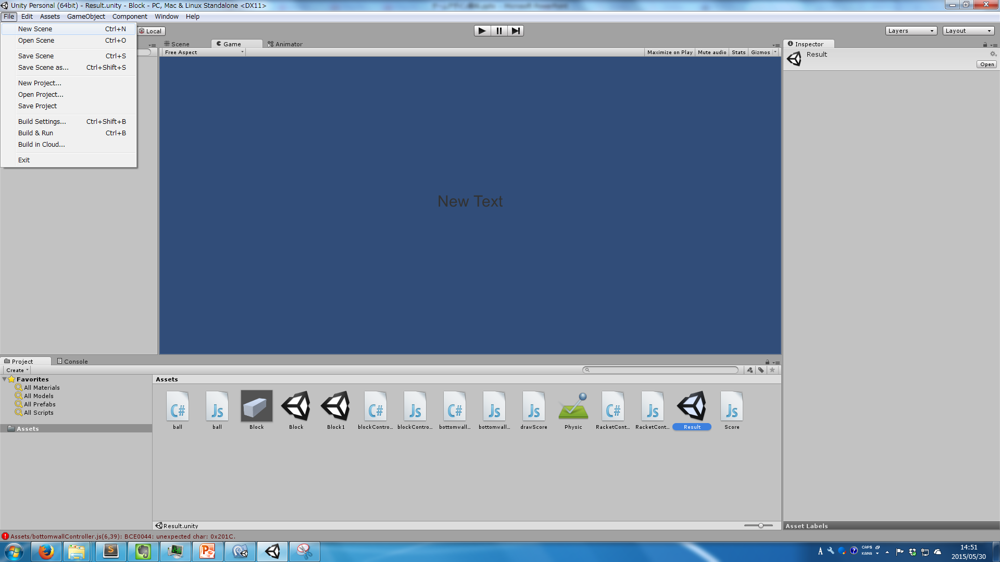 Unity Personal (64bit) - Result.unity - Block - PC, Mac & Linux Standalone <DX11>
File Edit Assets GameObject Component Window Help
New Scene Ctrl+N
Open Scene Ctrl+O
Save Scene Ctrl+S
Save Scene as... Ctrl+Shift+S
New Project...
Open Project...
Save Project
Build Settings... Ctrl+Shift+B
Build & Run Ctrl+B
Build in Cloud...
Exit
Local
Layers Layout
Scene Game Animator
Free Aspect Maximize on Play Mute audio Stats Gizmos
New Text
Inspector
Result
Open
Project Console
Create
Favorites
All Materials
All Models
All Prefabs
All Scripts
Assets
Assets
C# Js C# Js C# Js Js C# Js Js
ball ball Block Block Block1 blockContro... blockContro... bottomwall... bottomwall... drawScore Physic RacketCont... RacketCont... Result Score
Result.unity
Asset Labels
Assets/bottomwallController.js(6,39): BCE0044: unexpected char: 0x201C.
A CAPS
KANA
14:51
2015/05/30